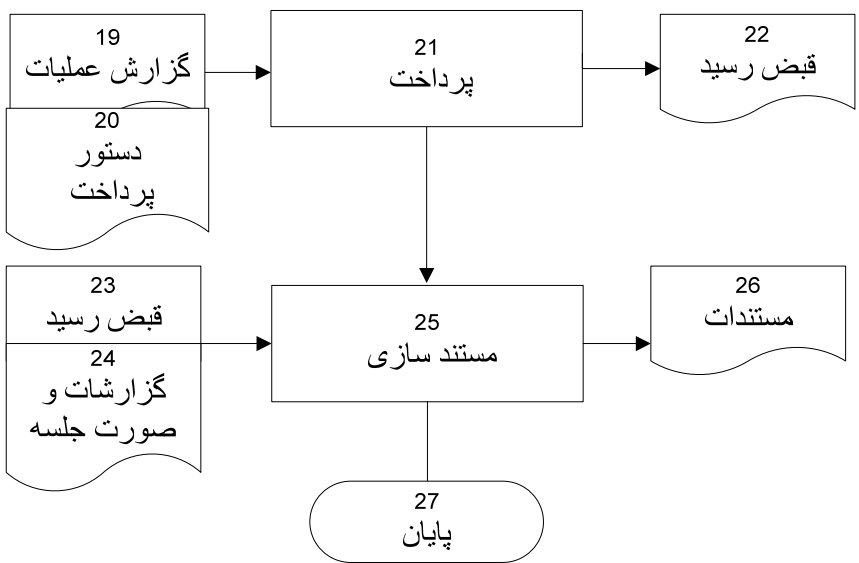 19
گزارش عملیات
20
دستور
پرداخت
21
پرداخت
22
قبض رسید
23
قبض رسید
24
گزارشات و
صورت جلسه
25
مستند سازی
26
مستندات
27
پایان